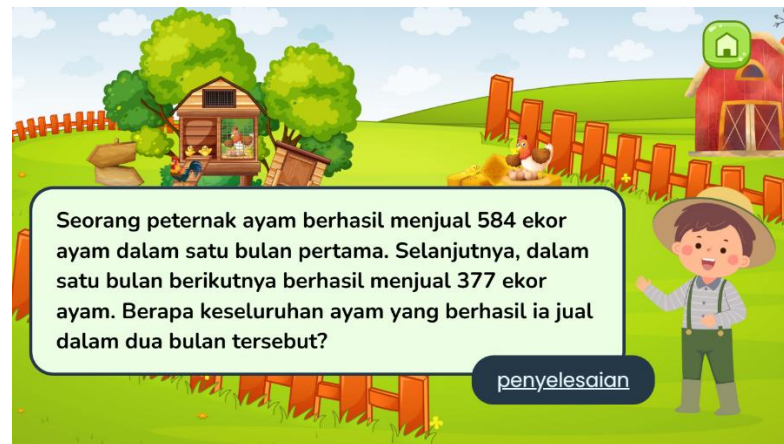 Seorang peternak ayam berhasil menjual 584 ekor
ayam dalam satu bulan pertama. Selanjutnya, dalam
satu bulan berikutnya berhasil menjual 377 ekor
ayam. Berapa keseluruhan ayam yang berhasil ia jual
dalam dua bulan tersebut?
penyelesaian